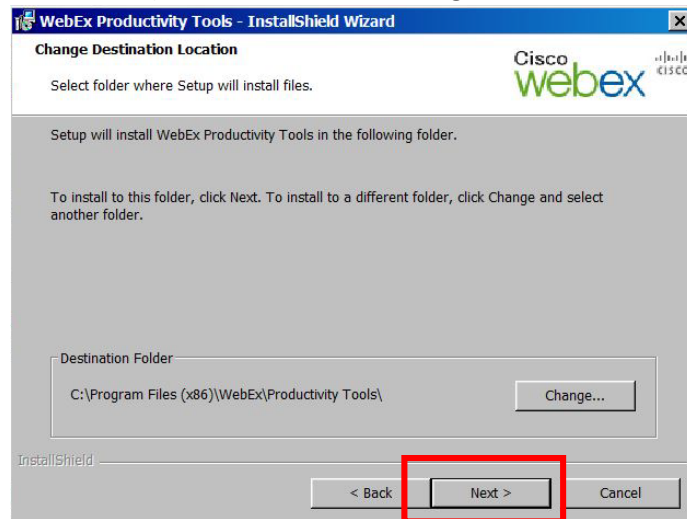 WebEx Productivity Tools - InstallShield Wizard
Change Destination Location
Select folder where Setup will install files.
Cisco
webex
CISCO
Setup will install WebEx Productivity Tools in the following folder.
To install to this folder, click Next. To install to a different folder, click Change and select
another folder.
Destination Folder
C:\Program Files (x86)\WebEx\Productivity Tools\
Change...
InstallShield
< Back
Next >
Cancel